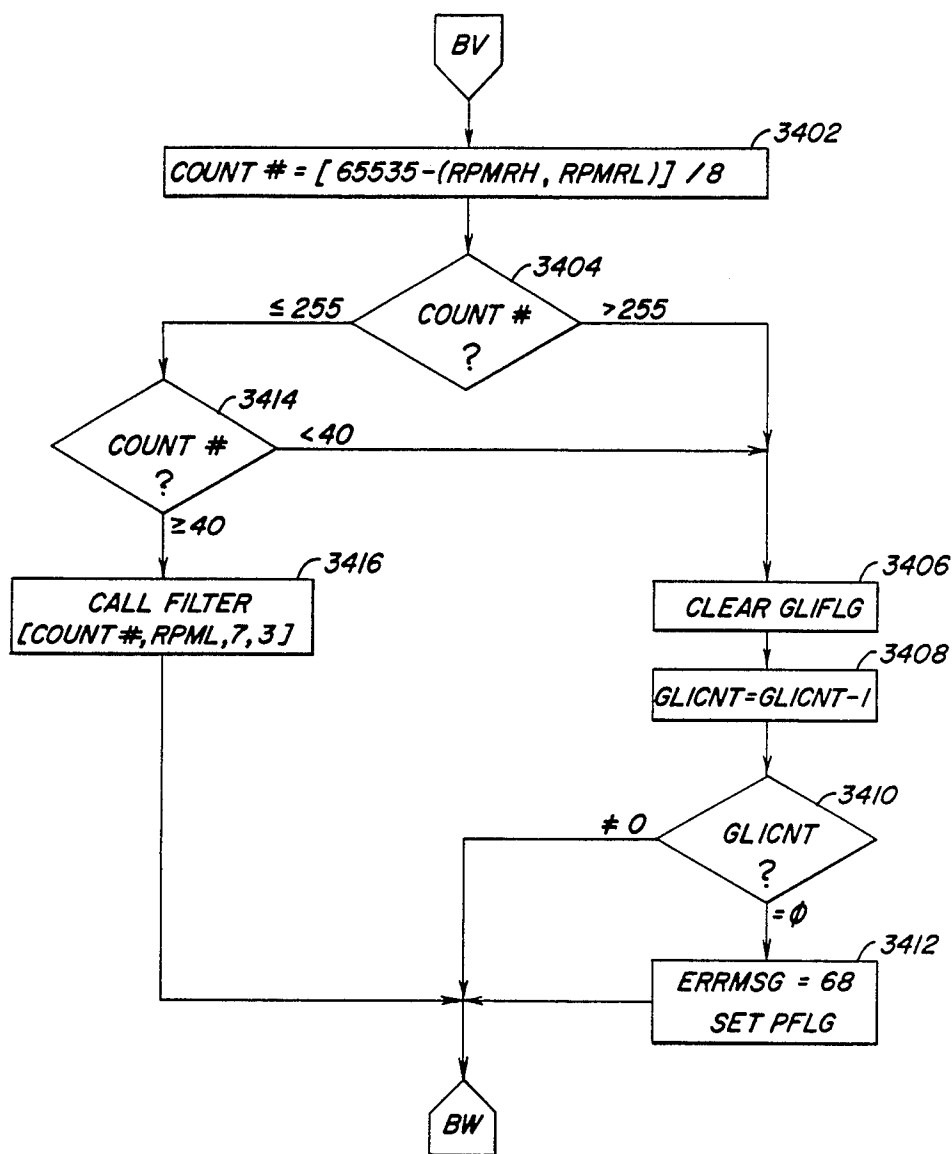 BV
3402
COUNT # = [ 65535-(RPMRH, RPMRL)] /8
3404
≤ 255
COUNT #
?
>255
3414
COUNT #
?
<40
≥40
3416
CALL FILTER
[COUNT#, RPML, 7, 3]
3406
CLEAR GLIFLG
3408
GLICNT=GLICNT-1
3410
≠ 0
GLICNT
?
=ϕ
3412
ERRMSG = 68
SET PFLG
BW